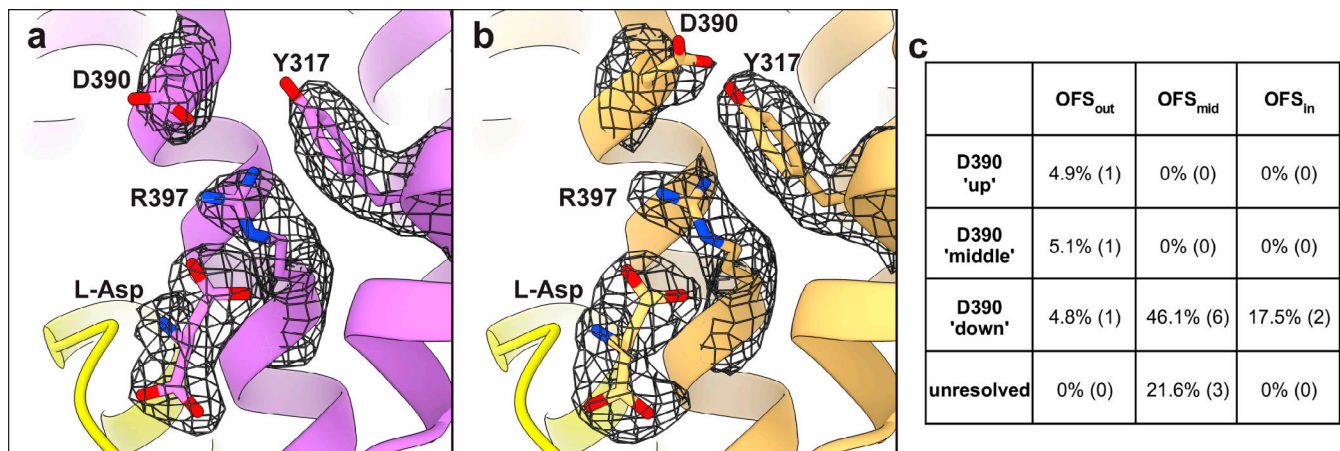 a
D390
Y317
R397
L-Asp
b
D390
Y317
R397
L-Asp
c
OFSout OFSmid OFSin
D390 'up' 4.9% (1) 0% (0) 0% (0)
D390 'middle' 5.1% (1) 0% (0) 0% (0)
D390 'down' 4.8% (1) 46.1% (6) 17.5% (2)
unresolved 0% (0) 21.6% (3) 0% (0)